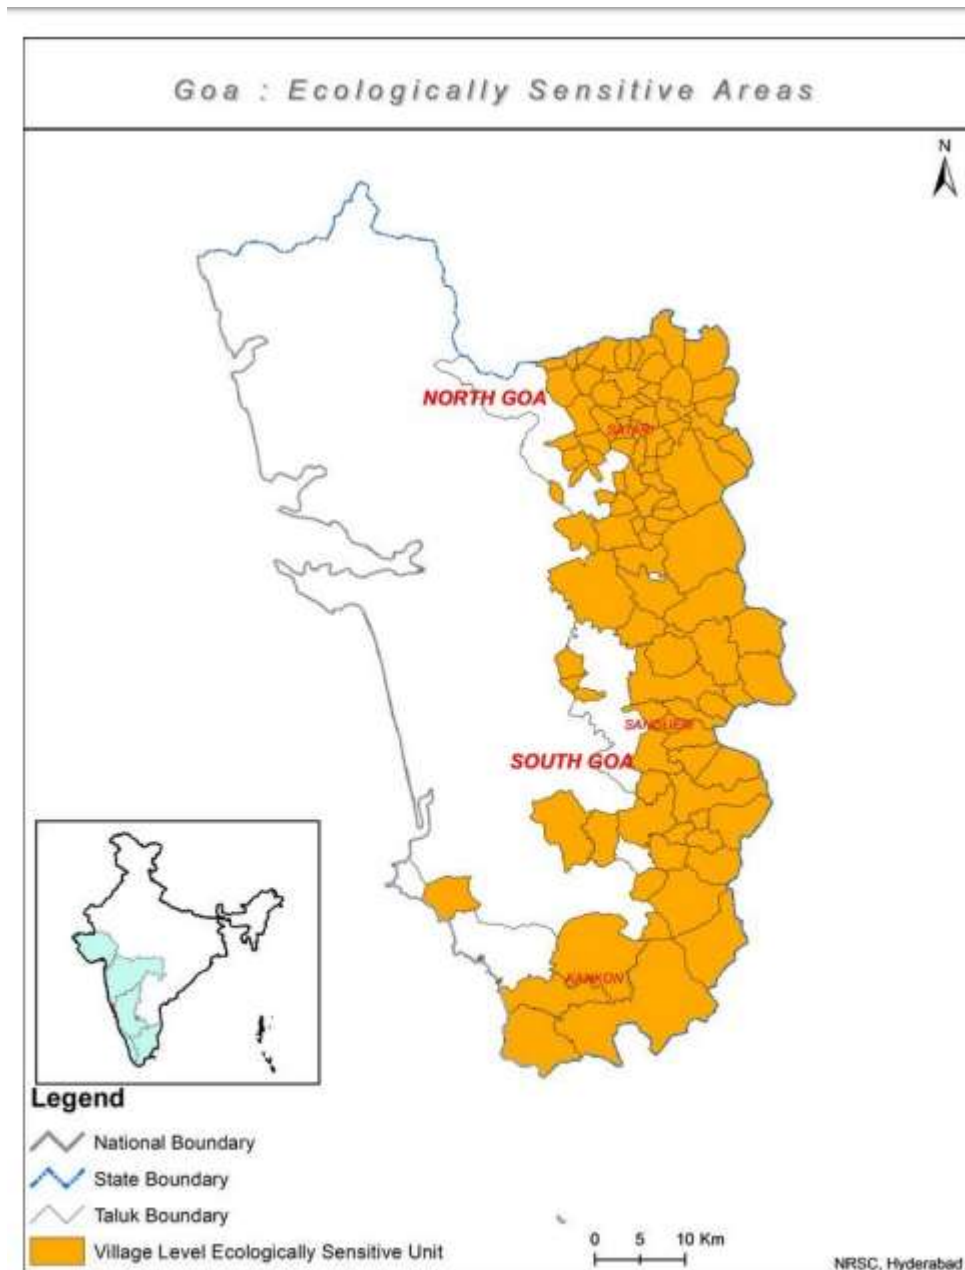 Goa : Ecologically Sensitive Areas
N
NORTH GOA
SATARI
SANGUEM
SOUTH GOA
KANKON
Legend
National Boundary
State Boundary
Taluk Boundary
Village Level Ecologically Sensitive Unit
0 5 10 Km
NRSC, Hyderabad